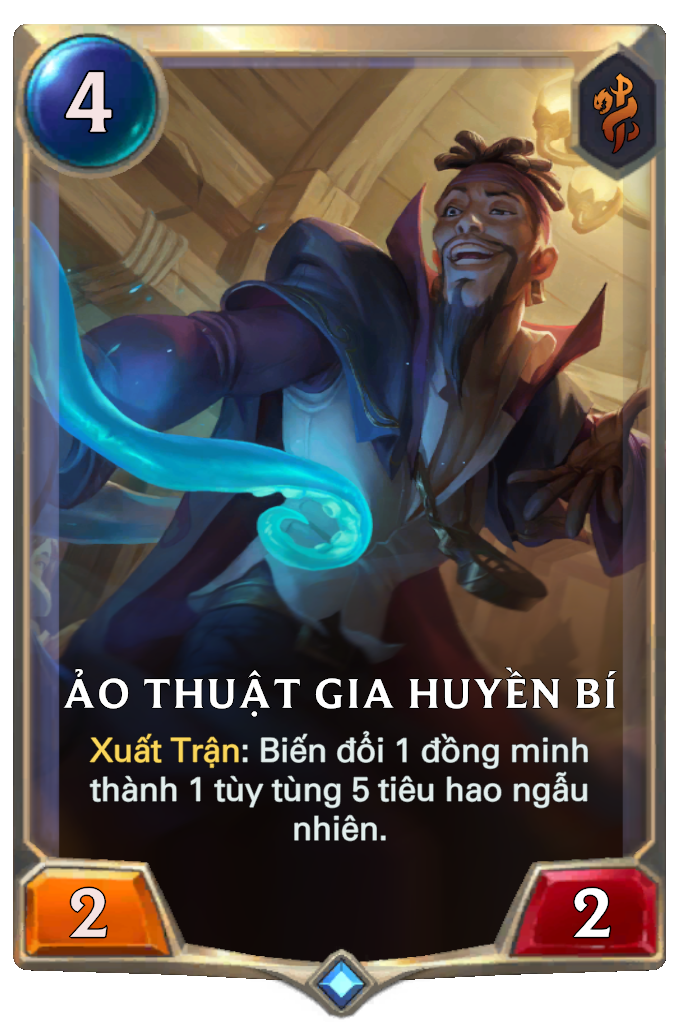 4
ẢO THUẬT GIA HUYỀN BÍ
Xuất Trận: Biến đổi 1 đồng minh
thành 1 tùy tùng 5 tiêu hao ngẫu
nhiên.
2
2